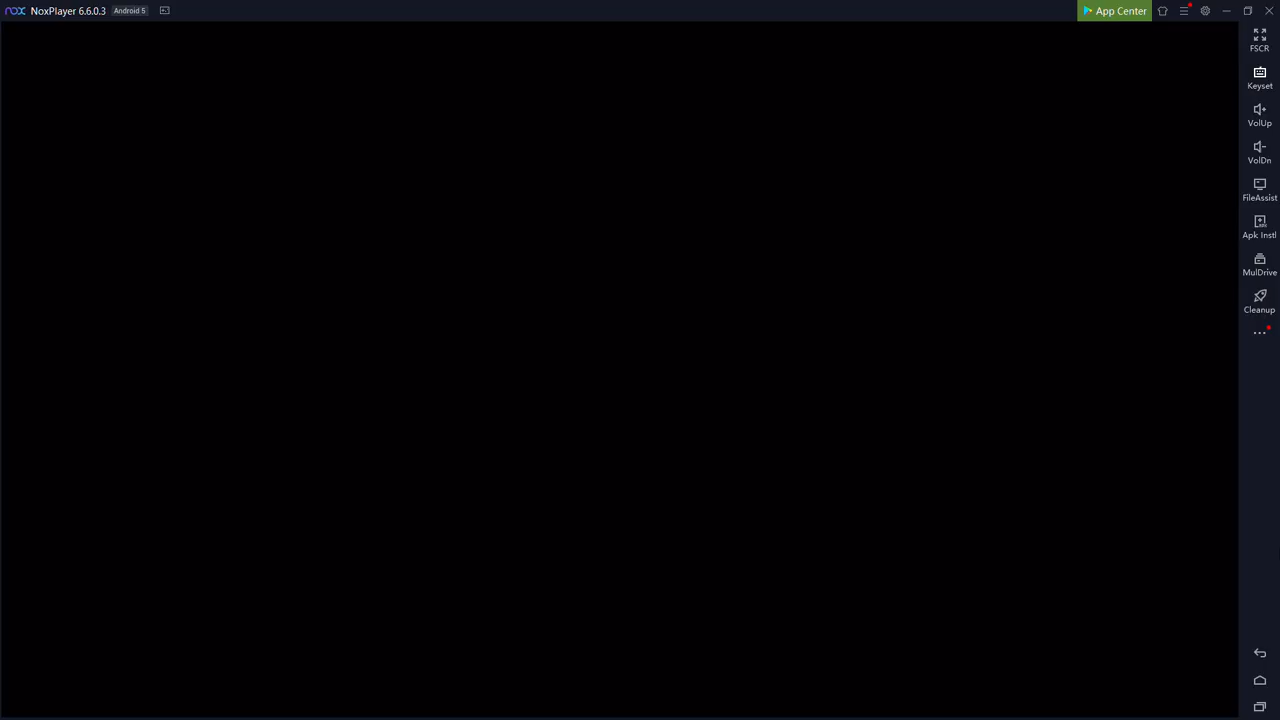 nox NoxPlayer 6.6.0.3 Android 5
App Center
FSCR
Keyset
VolUp
VolDn
FileAssist
Apk Instl
MulDrive
Cleanup